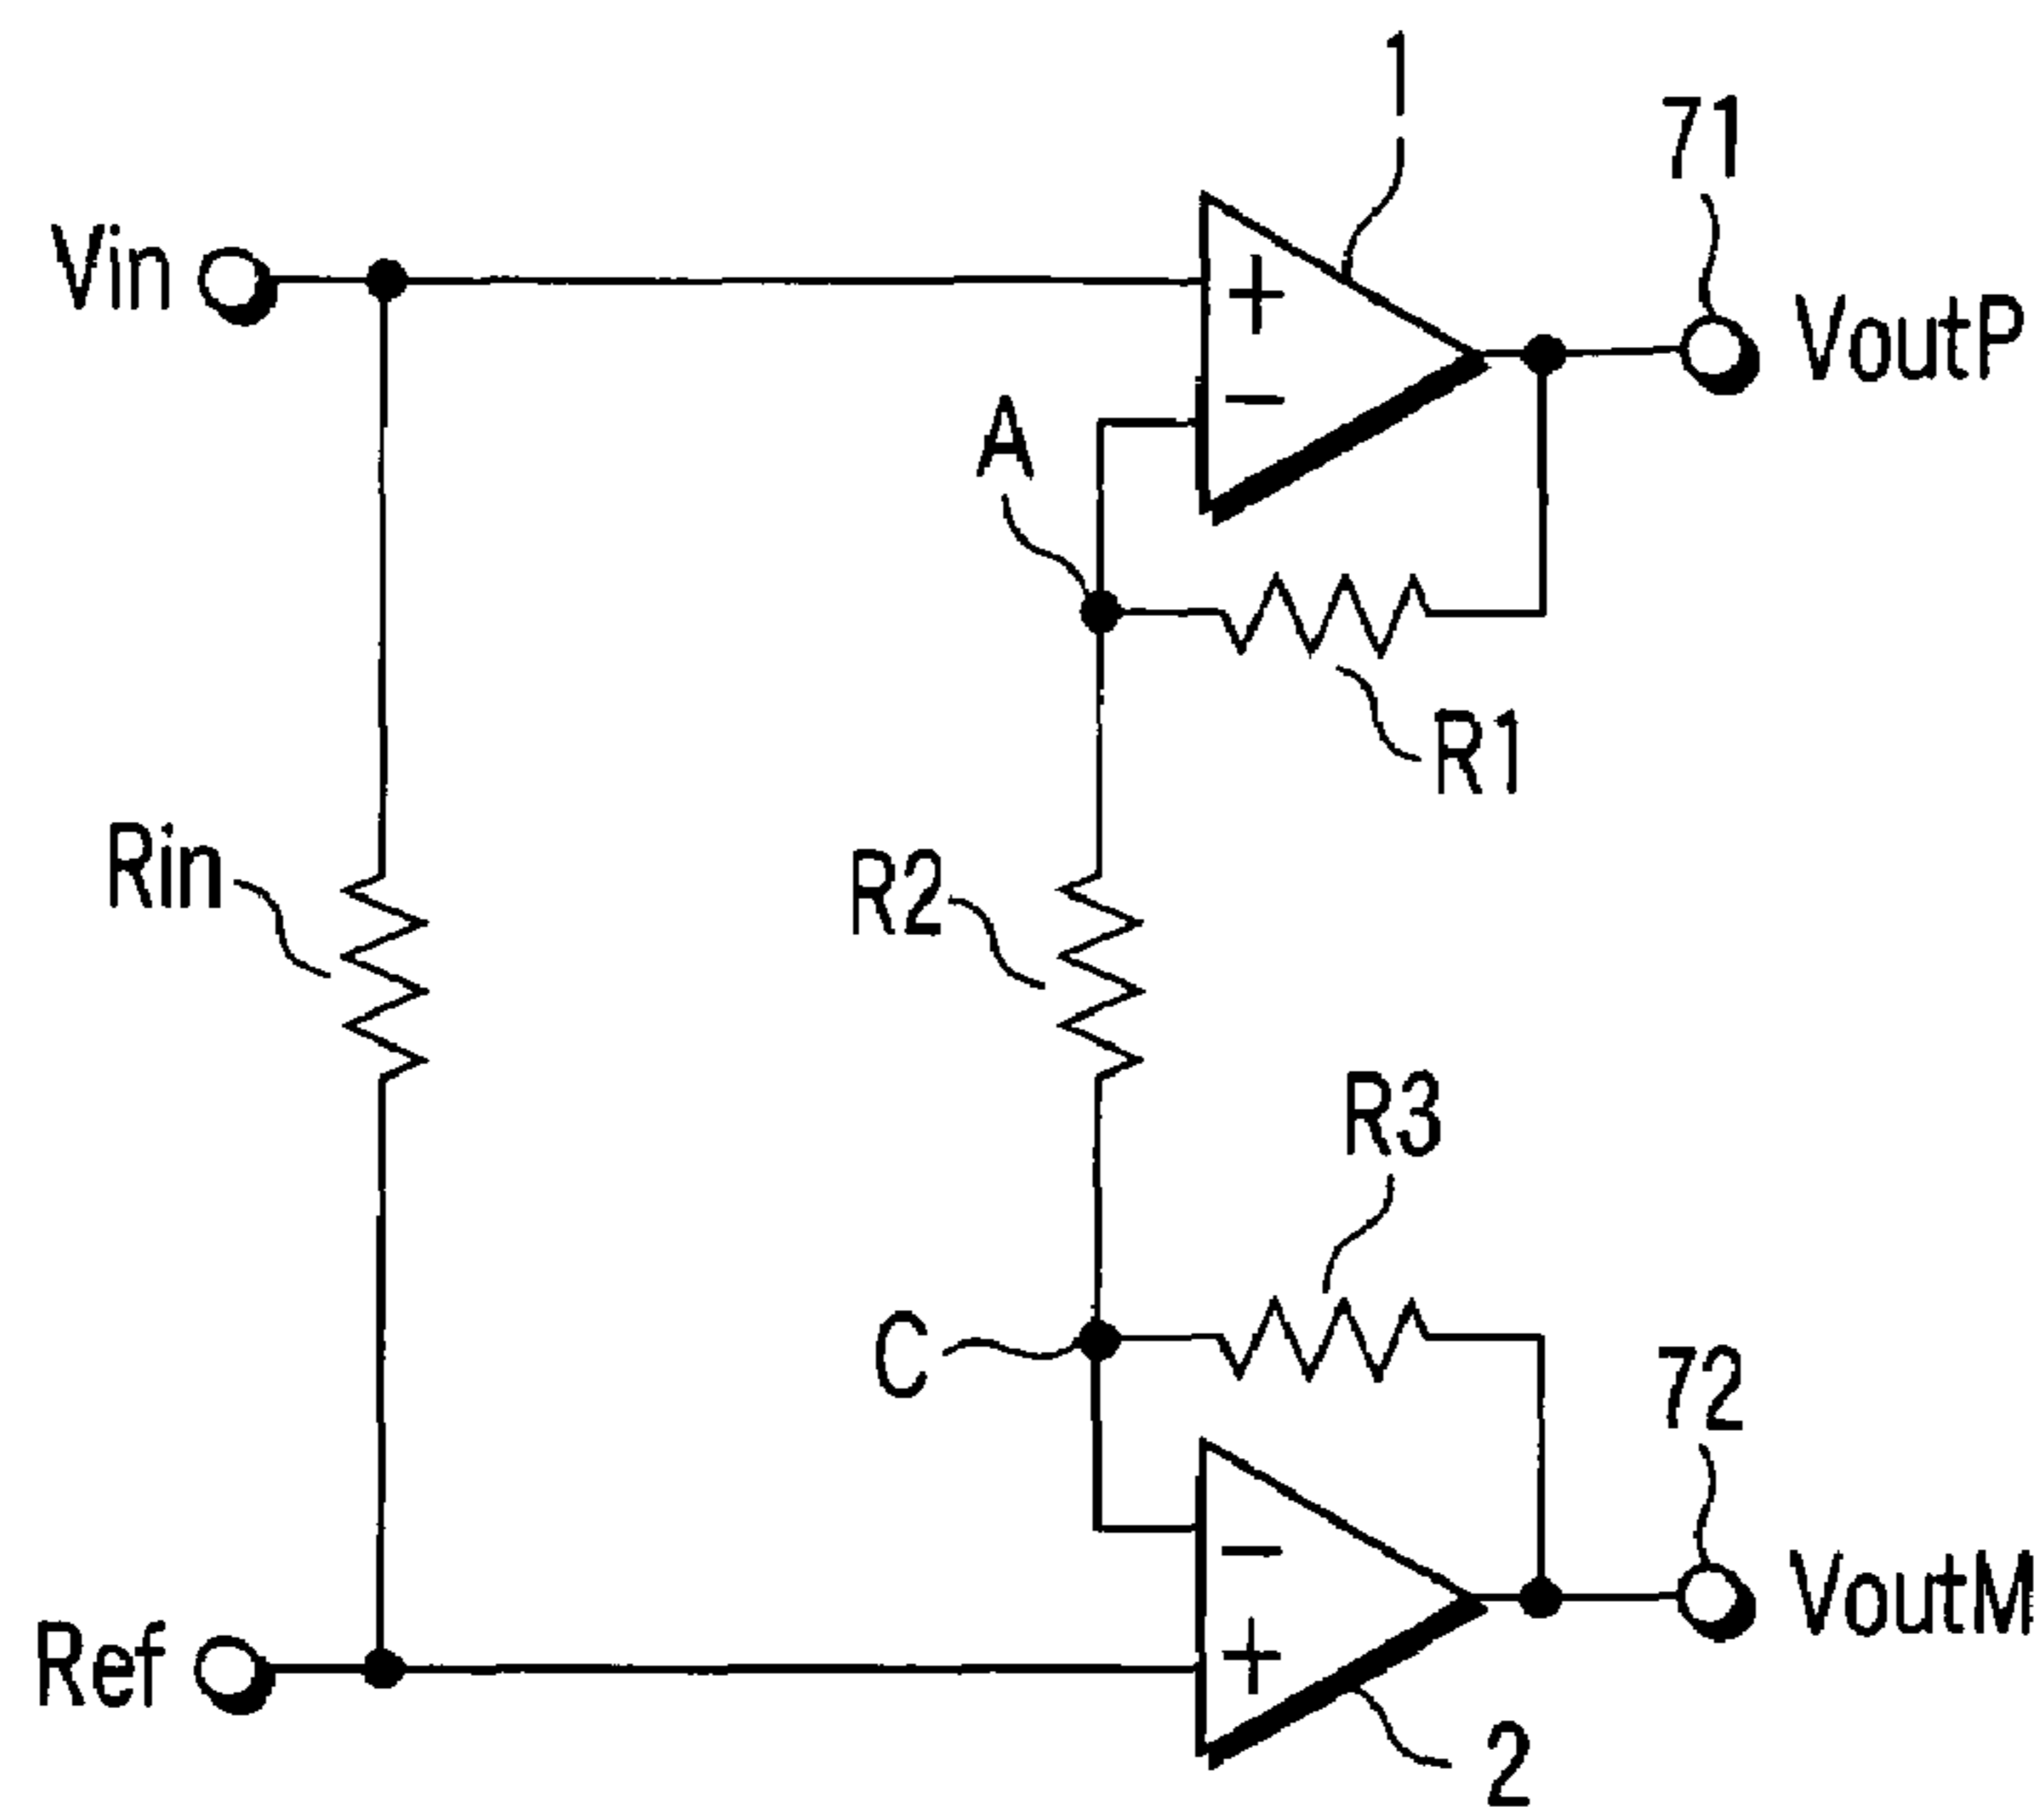 1
71
Vin
+
VoutP
−
A
R1
Rin
R2
R3
C
72
−
VoutM
+
Ref
2